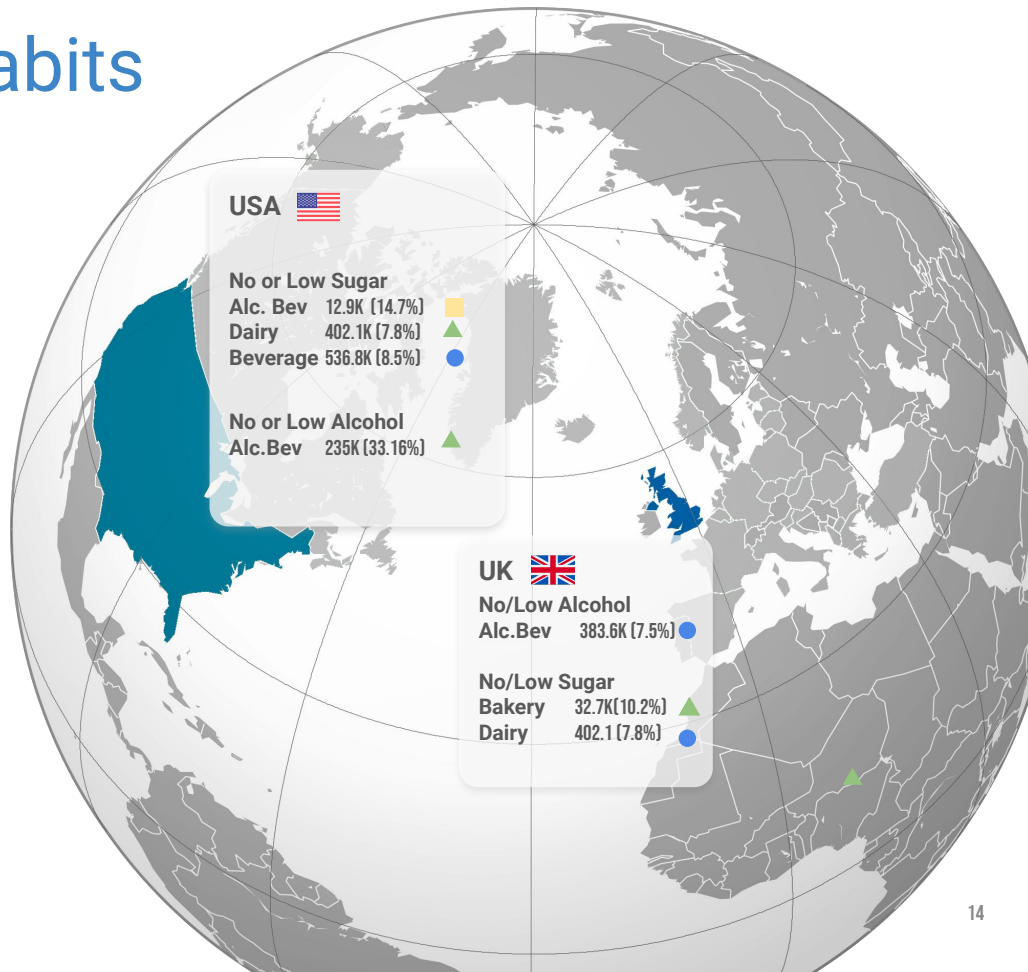 abits
USA
No or Low Sugar
Alc. Bev 12.9K (14.7%)
Dairy 402.1K (7.8%)
Beverage 536.8K (8.5%)
No or Low Alcohol
Alc.Bev 235K (33.16%)
UK
No/Low Alcohol
Alc.Bev 383.6K (7.5%)
No/Low Sugar
Bakery 32.7K(10.2%)
Dairy 402.1 (7.8%)
14